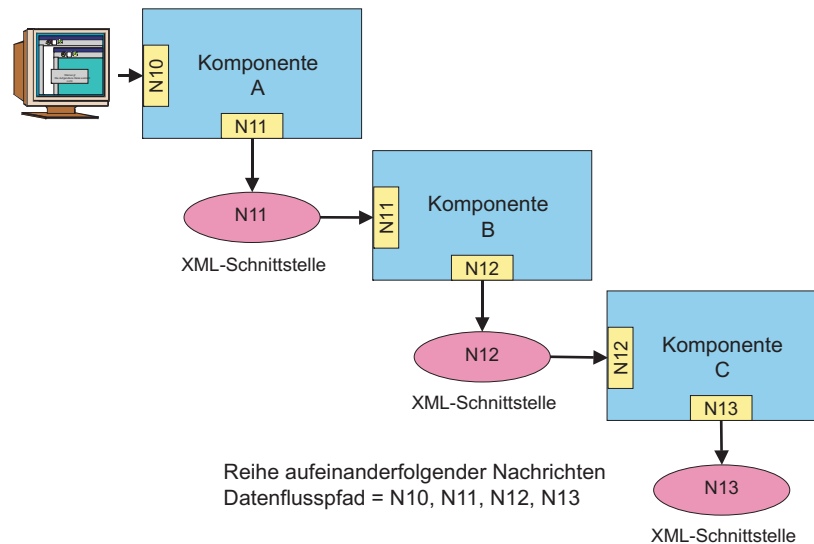 N10
Komponente
A
N11
N11
XML-Schnittstelle
N11
Komponente
B
N12
N12
XML-Schnittstelle
N12
Komponente
C
N13
Reihe aufeinanderfolgender Nachrichten
Datenflusspfad = N10, N11, N12, N13
N13
XML-Schnittstelle